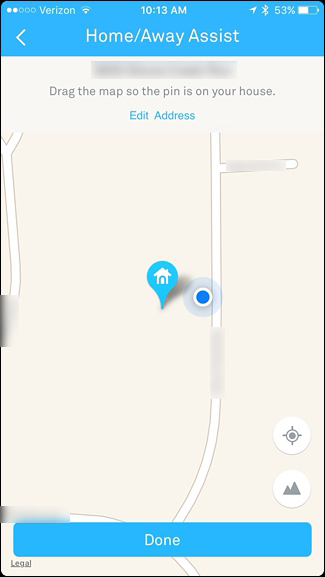 Verizon 10:13 AM 53%
Home/Away Assist
Drag the map so the pin is on your house.
Edit Address
Done
Legal